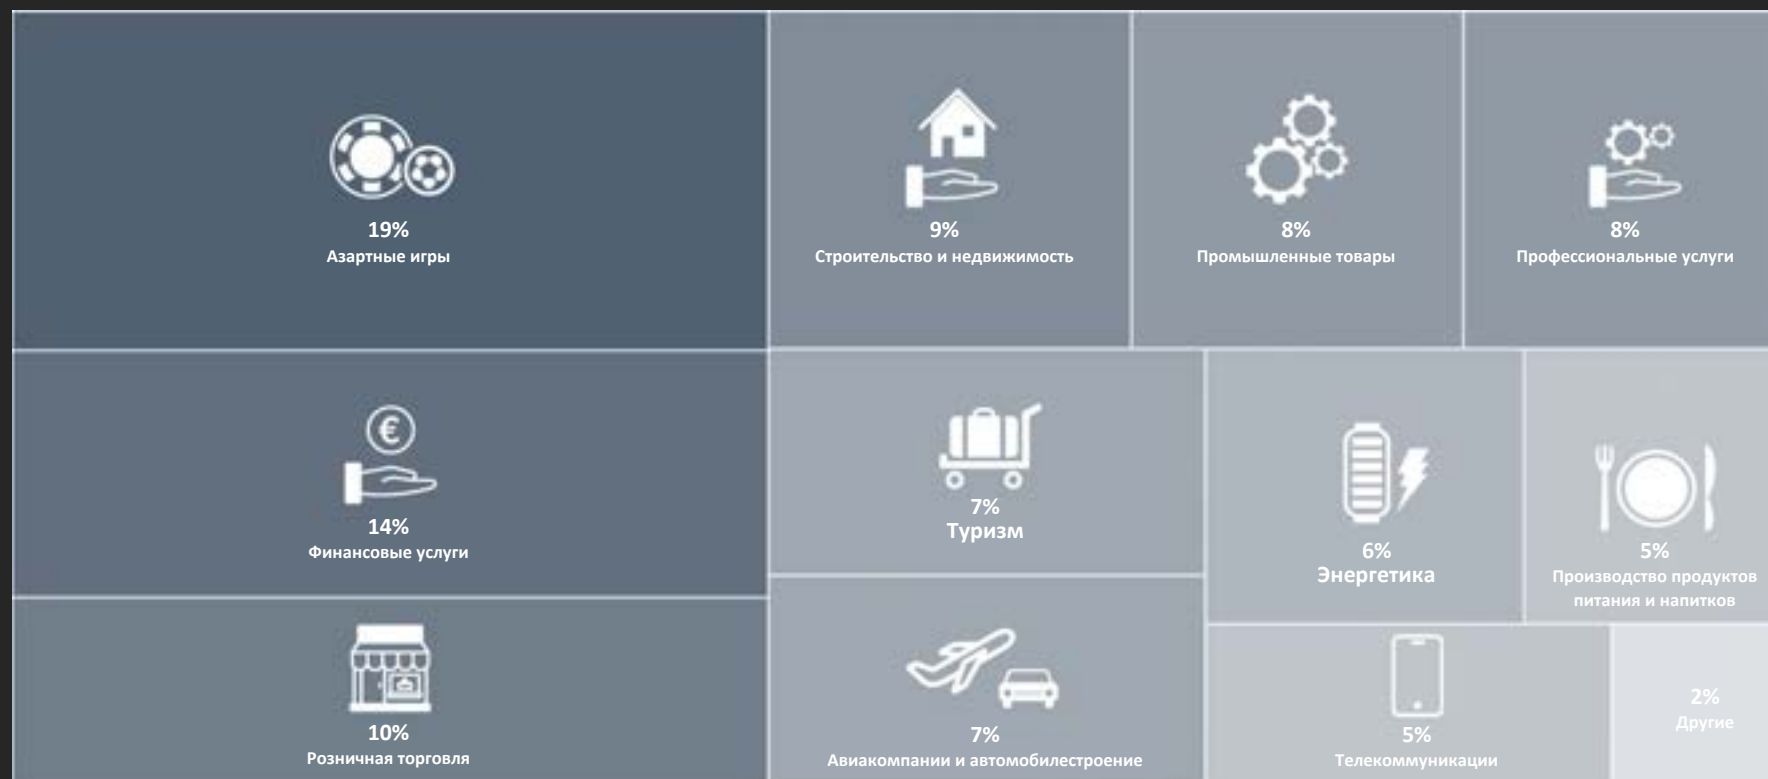 19%
Азартные игры
9%
Строительство и недвижимость
8%
Промышленные товары
8%
Профессиональные услуги
€
14%
Финансовые услуги
7%
Туризм
6%
Энергетика
5%
Производство продуктов
питания и напитков
10%
Розничная торговля
7%
Авиакомпании и автомобилестроение
5%
Телекоммуникации
2%
Другие